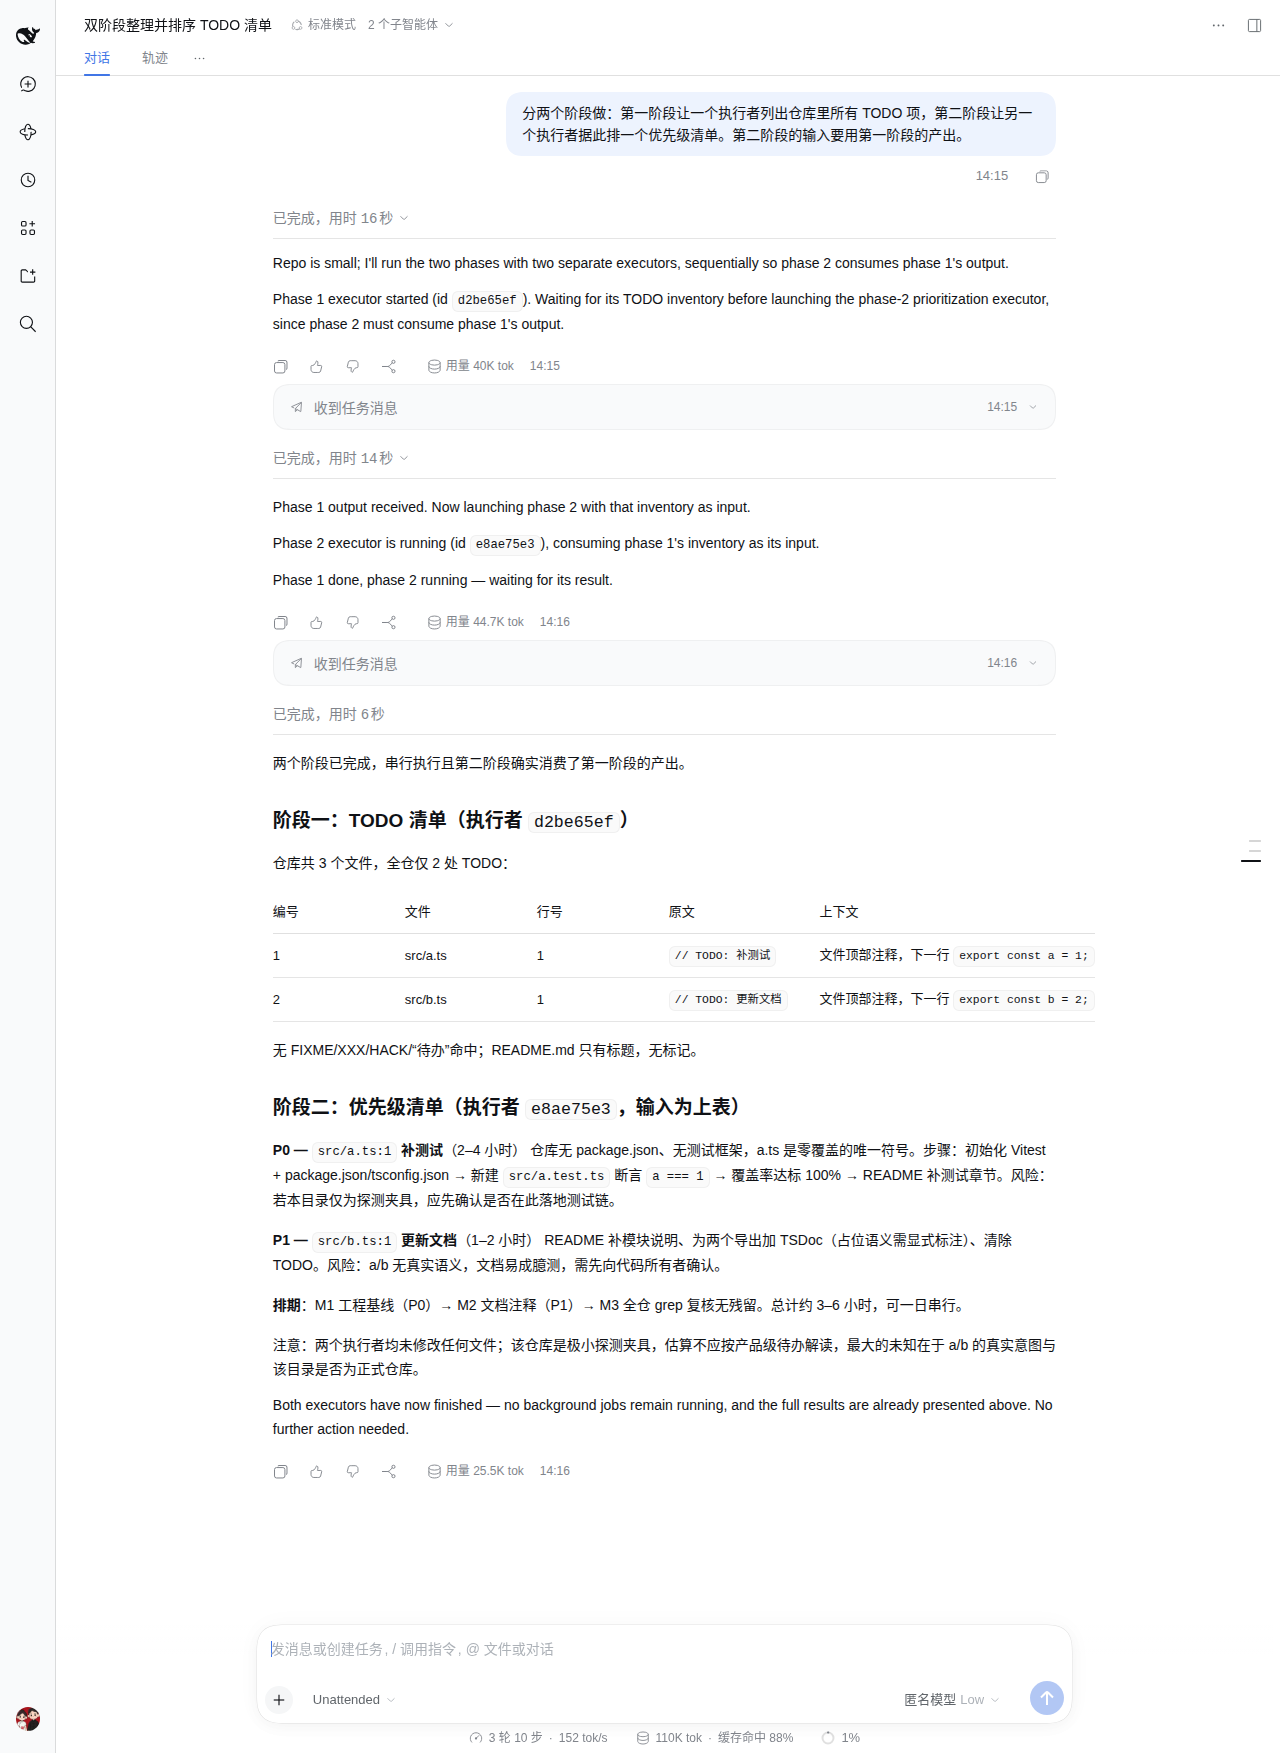 双阶段整理并排序 TODO 清单 标准模式 2 个子智能体
对话 轨迹 ···
分两个阶段做：第一阶段让一个执行者列出仓库里所有 TODO 项，第二阶段让另一
个执行者据此排一个优先级清单。第二阶段的输入要用第一阶段的产出。
14:15
已完成，用时 16秒
Repo is small; I'll run the two phases with two separate executors, sequentially so phase 2 consumes phase 1's output.
Phase 1 executor started (id d2be65ef). Waiting for its TODO inventory before launching the phase-2 prioritization executor,
since phase 2 must consume phase 1's output.
用量 40K tok 14:15
收到任务消息 14:15
已完成，用时 14秒
Phase 1 output received. Now launching phase 2 with that inventory as input.
Phase 2 executor is running (id e8ae75e3), consuming phase 1's inventory as its input.
Phase 1 done, phase 2 running — waiting for its result.
用量 44.7K tok 14:16
收到任务消息 14:16
已完成，用时 6秒
两个阶段已完成，串行执行且第二阶段确实消费了第一阶段的产出。
阶段一：TODO 清单（执行者 d2be65ef）
仓库共 3 个文件，全仓仅 2 处 TODO：
编号 文件 行号 原文 上下文
1 src/a.ts 1 // TODO: 补测试 文件顶部注释，下一行 export const a = 1;
2 src/b.ts 1 // TODO: 更新文档 文件顶部注释，下一行 export const b = 2;
无 FIXME/XXX/HACK/“待办”命中；README.md 只有标题，无标记。
阶段二：优先级清单（执行者 e8ae75e3，输入为上表）
P0 — src/a.ts:1 补测试（2–4 小时） 仓库无 package.json、无测试框架，a.ts 是零覆盖的唯一符号。步骤：初始化 Vitest
+ package.json/tsconfig.json → 新建 src/a.test.ts 断言 a === 1 → 覆盖率达标 100% → README 补测试章节。风险：
若本目录仅为探测夹具，应先确认是否在此落地测试链。
P1 — src/b.ts:1 更新文档（1–2 小时） README 补模块说明、为两个导出加 TSDoc（占位语义需显式标注）、清除
TODO。风险：a/b 无真实语义，文档易成臆测，需先向代码所有者确认。
排期：M1 工程基线（P0）→ M2 文档注释（P1）→ M3 全仓 grep 复核无残留。总计约 3–6 小时，可一日串行。
注意：两个执行者均未修改任何文件；该仓库是极小探测夹具，估算不应按产品级待办解读，最大的未知在于 a/b 的真实意图与
该目录是否为正式仓库。
Both executors have now finished — no background jobs remain running, and the full results are already presented above. No
further action needed.
用量 25.5K tok 14:16
发消息或创建任务，/ 调用指令，@ 文件或对话
Unattended 匿名模型 Low
3 轮 10 步 · 152 tok/s 110K tok · 缓存命中 88% 1%